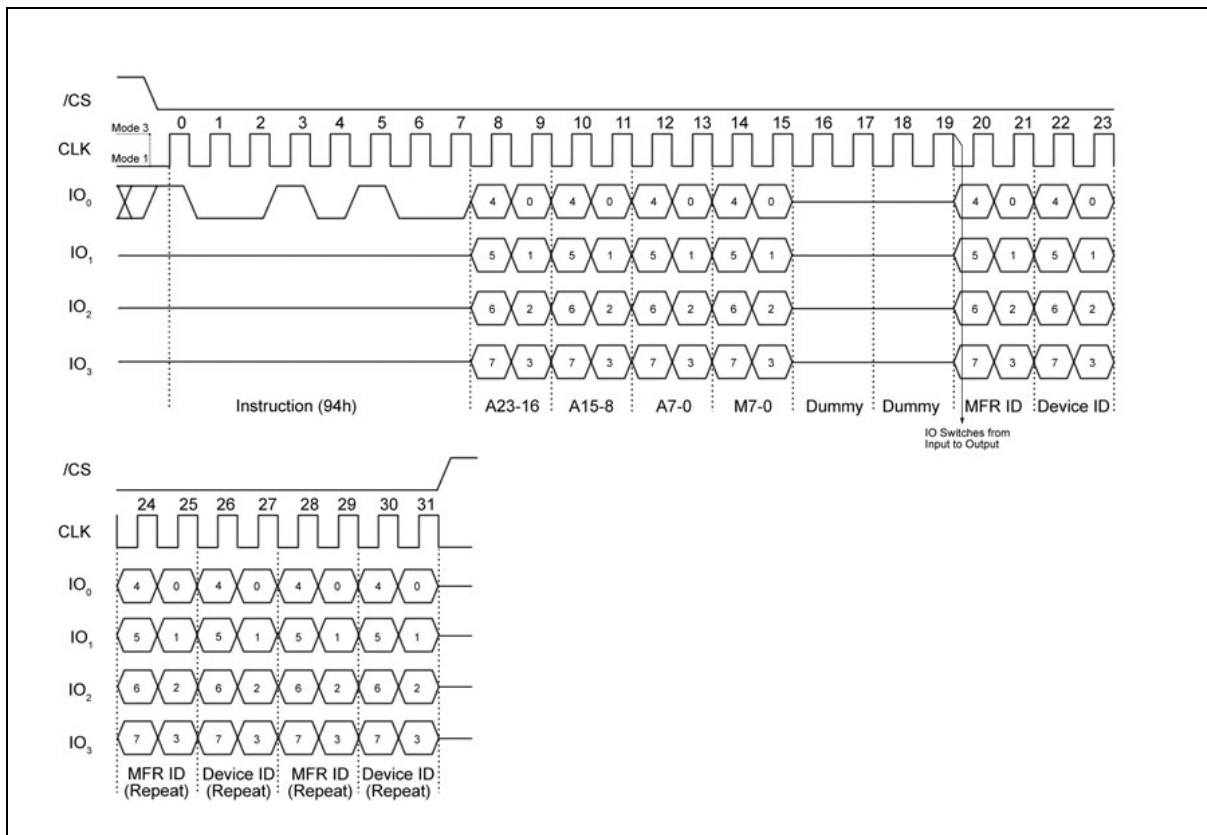 /CS
Mode 3
0 1 2 3 4 5 6 7 8 9 10 11 12 13 14 15 16 17 18 19 20 21 22 23
CLK
Mode 1
IO0 4 0 4 0 4 0 4 0 4 0 4 0
IO1 5 1 5 1 5 1 5 1 5 1 5 1
IO2 6 2 6 2 6 2 6 2 6 2 6 2
IO3 7 3 7 3 7 3 7 3 7 3 7 3
Instruction (94h) A23-16 A15-8 A7-0 M7-0 Dummy Dummy MFR ID Device ID
IO Switches from
Input to Output
/CS
24 25 26 27 28 29 30 31
CLK
IO0 4 0 4 0 4 0 4 0
IO1 5 1 5 1 5 1 5 1
IO2 6 2 6 2 6 2 6 2
IO3 7 3 7 3 7 3 7 3
MFR ID Device ID MFR ID Device ID
(Repeat) (Repeat) (Repeat) (Repeat)